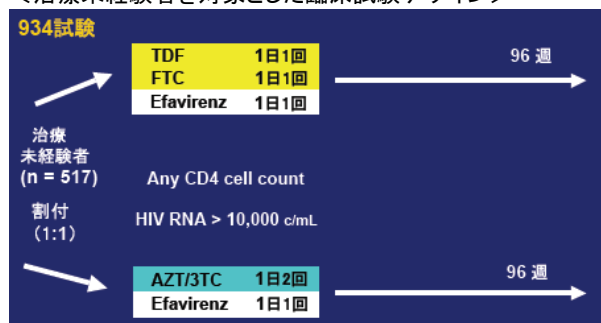 934試験
TDF 1日1回
FTC 1日1回
Efavirenz 1日1回
96 週
治療
未経験者
(n = 517)
割付
(1:1)
Any CD4 cell count
HIV RNA > 10,000 c/mL
AZT/3TC 1日2回
Efavirenz 1日1回
96 週